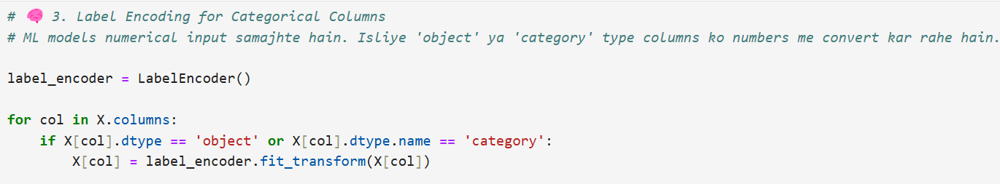 # 🧠 3. Label Encoding for Categorical Columns
# ML models numerical input samajhte hain. Isliye 'object' ya 'category' type columns ko numbers me convert kar rahe hain.
label_encoder = LabelEncoder()
for col in X.columns:
    if X[col].dtype == 'object' or X[col].dtype.name == 'category':
        X[col] = label_encoder.fit_transform(X[col])